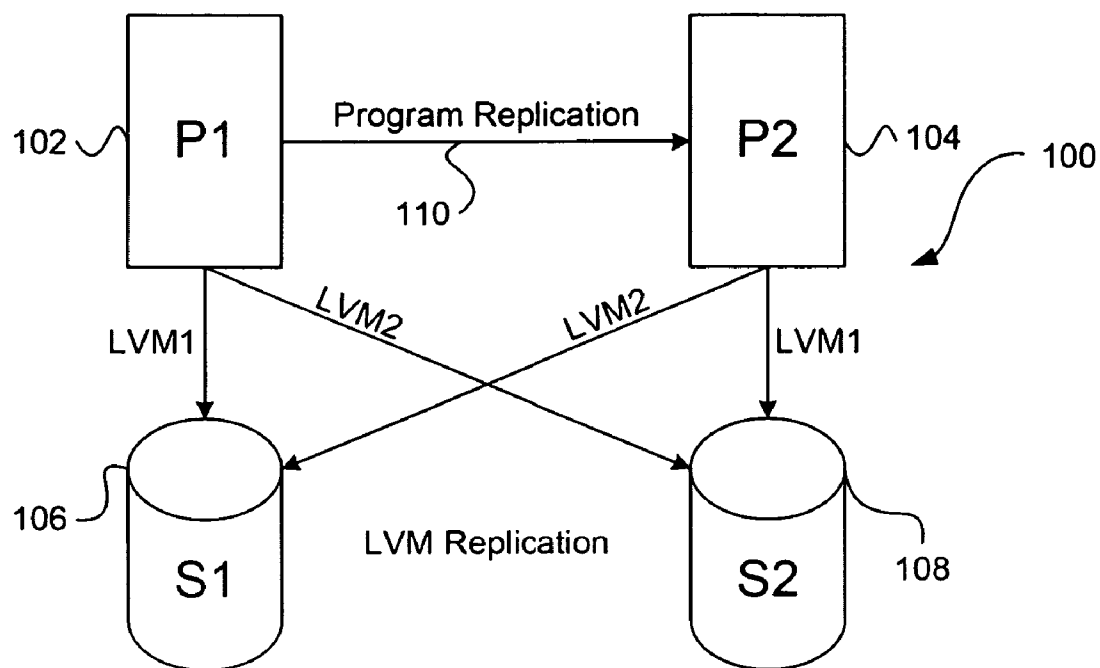 P1
Program Replication
P2
102
104
100
110
LVM2
LVM2
LVM1
LVM1
106
LVM Replication
108
S1
S2